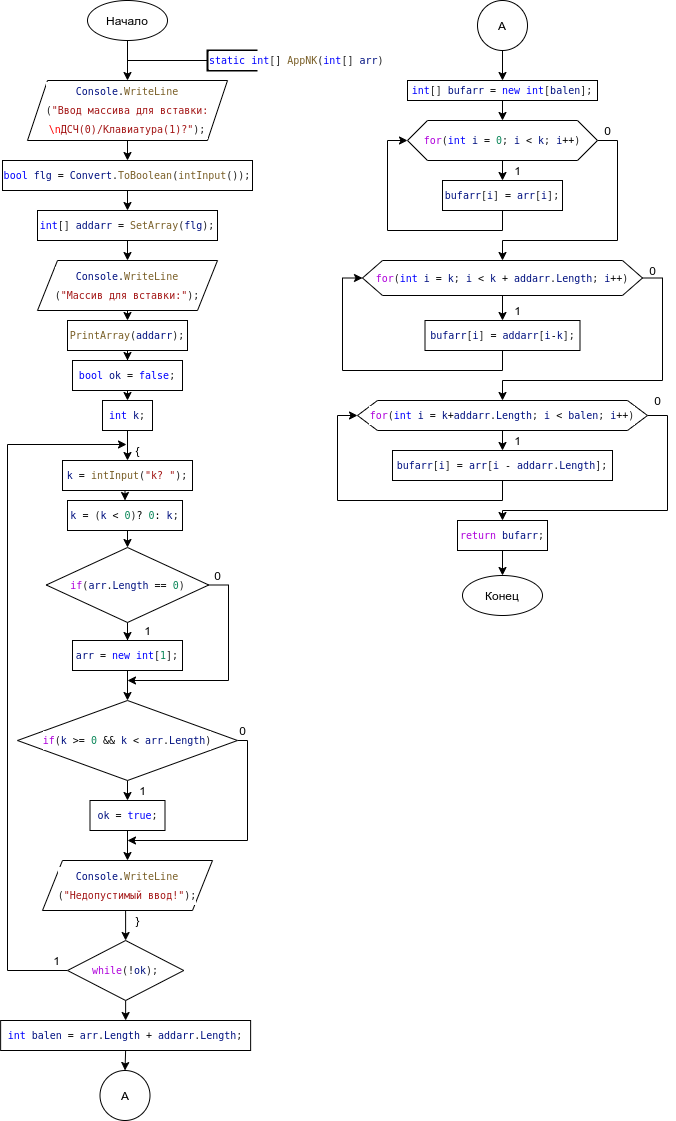 Начало
static int[] AppNK(int[] arr)
Console.WriteLine
("Ввод массива для вставки:
\nДСЧ(0)/Клавиатура(1)?");
bool flg = Convert.ToBoolean(intInput());
int[] addarr = SetArray(flg);
Console.WriteLine
("Массив для вставки:");
PrintArray(addarr);
bool ok = false;
int k;
{
k = intInput("k? ");
k = (k < 0)? 0: k;
if(arr.Length == 0)
0
1
arr = new int[1];
if(k >= 0 && k < arr.Length)
0
1
ok = true;
Console.WriteLine
("Недопустимый ввод!");
}
while(!ok);
1
int balen = arr.Length + addarr.Length;
A
A
int[] bufarr = new int[balen];
for(int i = 0; i < k; i++)
0
1
bufarr[i] = arr[i];
for(int i = k; i < k + addarr.Length; i++)
0
1
bufarr[i] = addarr[i-k];
for(int i = k+addarr.Length; i < balen; i++)
0
1
bufarr[i] = arr[i - addarr.Length];
return bufarr;
Конец